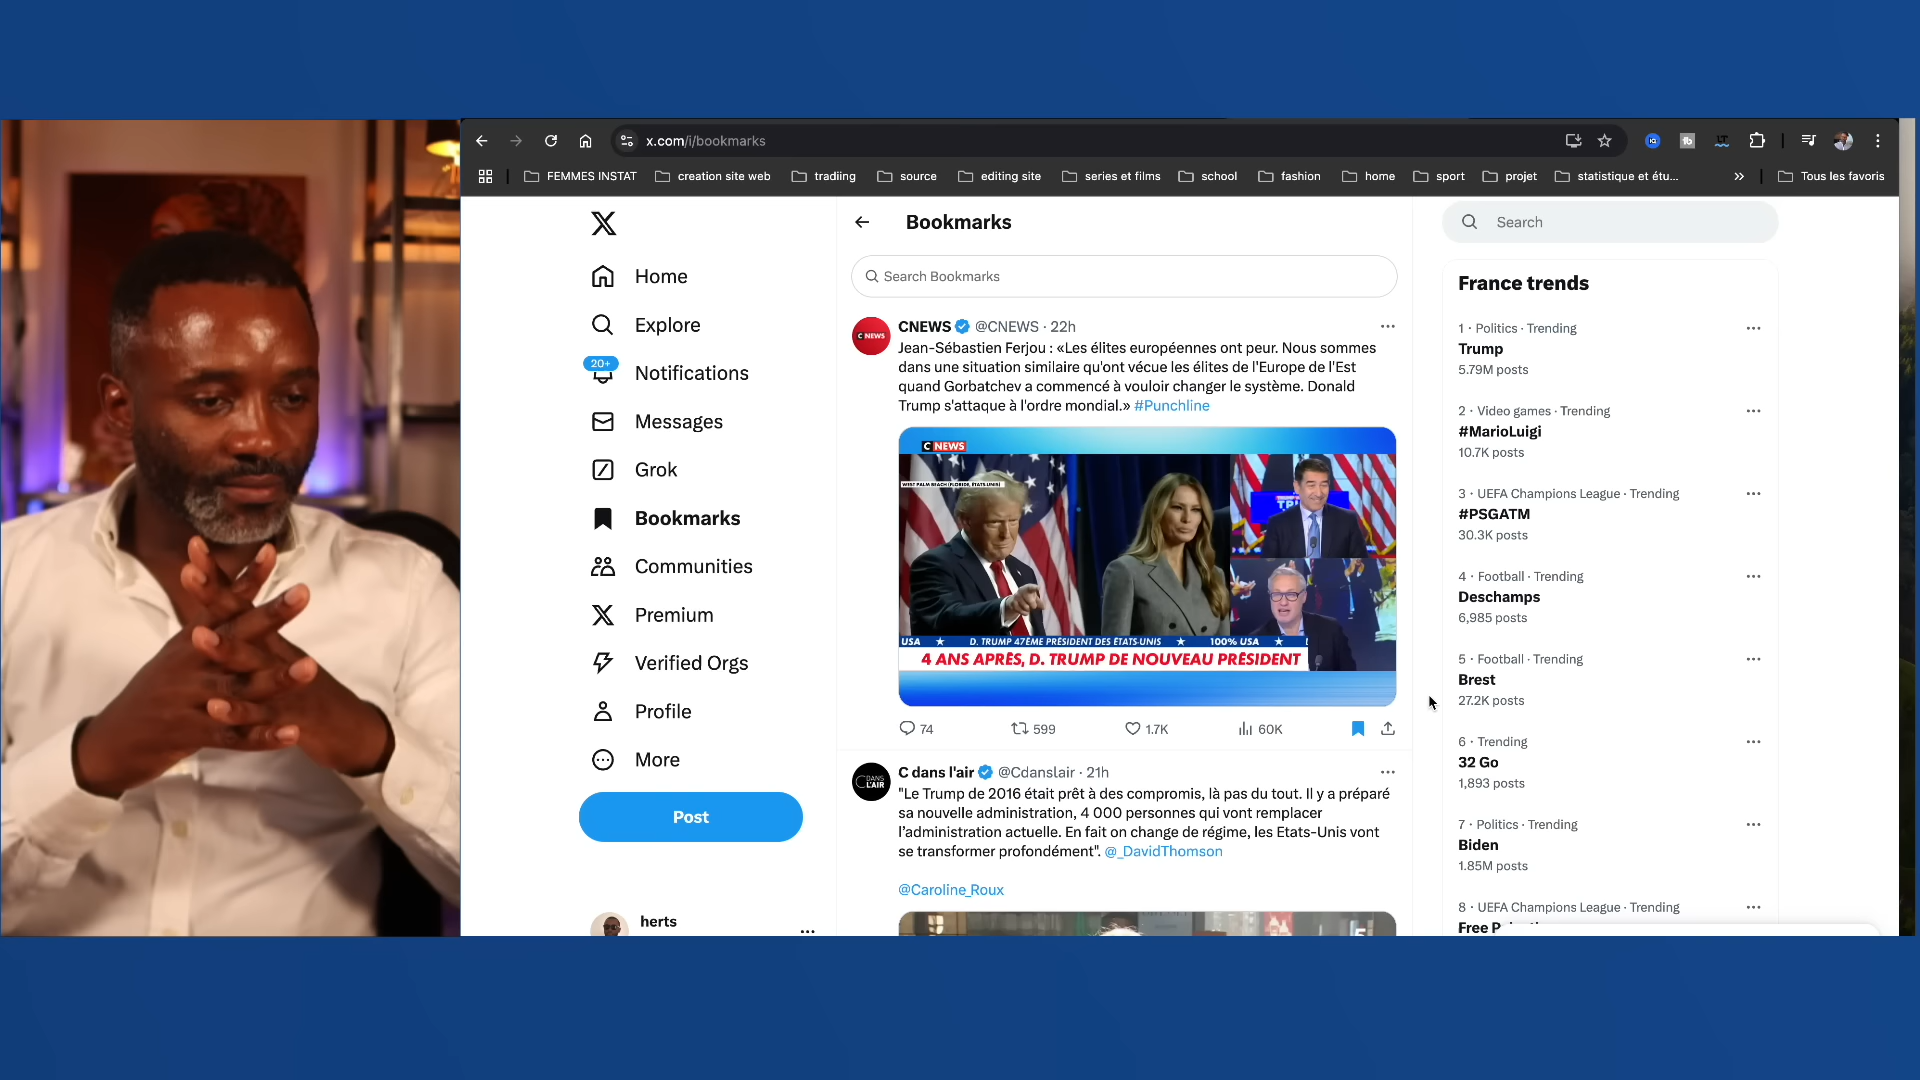 x.com/i/bookmarks
FEMMES INSTAT
creation site web
tradiing
source
editing site
series et films
school
fashion
home
sport
projet
statistique et étu...
Tous les favoris
Home
Explore
20+
Notifications
Messages
Grok
Bookmarks
Communities
Premium
Verified Orgs
Profile
More
Post
herts
Bookmarks
Search Bookmarks
CNEWS @CNEWS · 22h
Jean-Sébastien Ferjou : «Les élites européennes ont peur. Nous sommes
dans une situation similaire qu'ont vécue les élites de l'Europe de l'Est
quand Gorbatchev a commencé à vouloir changer le système. Donald
Trump s'attaque à l'ordre mondial.» #Punchline
CNEWS
WEST PALM BEACH (FLORIDE, ÉTATS-UNIS)
USA ★ D. TRUMP 47ÈME PRÉSIDENT DES ÉTATS-UNIS ★ 100% USA ★
4 ANS APRÈS, D. TRUMP DE NOUVEAU PRÉSIDENT
74
599
1.7K
60K
C DANS L'AIR
C dans l'air @Cdanslair · 21h
"Le Trump de 2016 était prêt à des compromis, là pas du tout. Il y a préparé
sa nouvelle administration, 4 000 personnes qui vont remplacer
l'administration actuelle. En fait on change de régime, les Etats-Unis vont
se transformer profondément". @_DavidThomson
@Caroline_Roux
Search
France trends
1 · Politics · Trending
Trump
5.79M posts
2 · Video games · Trending
#MarioLuigi
10.7K posts
3 · UEFA Champions League · Trending
#PSGATM
30.3K posts
4 · Football · Trending
Deschamps
6,985 posts
5 · Football · Trending
Brest
27.2K posts
6 · Trending
32 Go
1,893 posts
7 · Politics · Trending
Biden
1.85M posts
8 · UEFA Champions League · Trending
Free